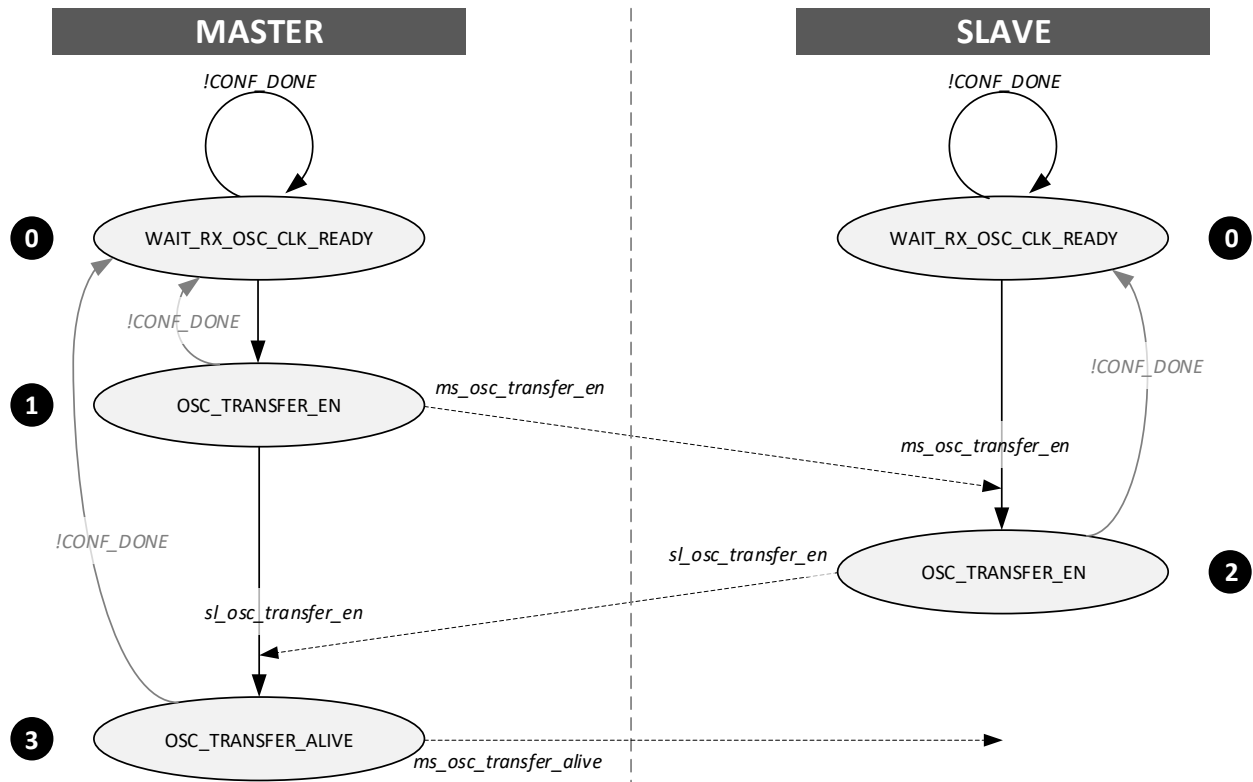 MASTER
SLAVE
!CONF_DONE
!CONF_DONE
0
WAIT_RX_OSC_CLK_READY
WAIT_RX_OSC_CLK_READY
0
!CONF_DONE
!CONF_DONE
1
OSC_TRANSFER_EN
ms_osc_transfer_en
ms_osc_transfer_en
!CONF_DONE
sl_osc_transfer_en
OSC_TRANSFER_EN
2
sl_osc_transfer_en
3
OSC_TRANSFER_ALIVE
ms_osc_transfer_alive